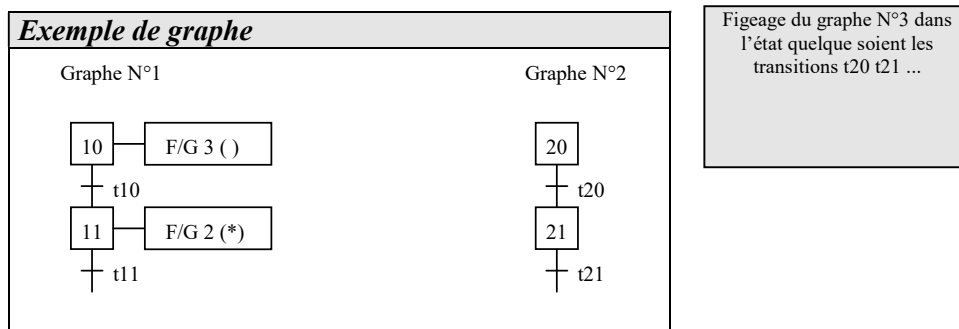 Exemple de graphe
Graphe N°1
Graphe N°2
10
F/G 3 ( )
20
t10
t20
11
F/G 2 (*)
21
t11
t21
Figeage du graphe N°3 dans
l’état quelque soient les
transitions t20 t21 ...